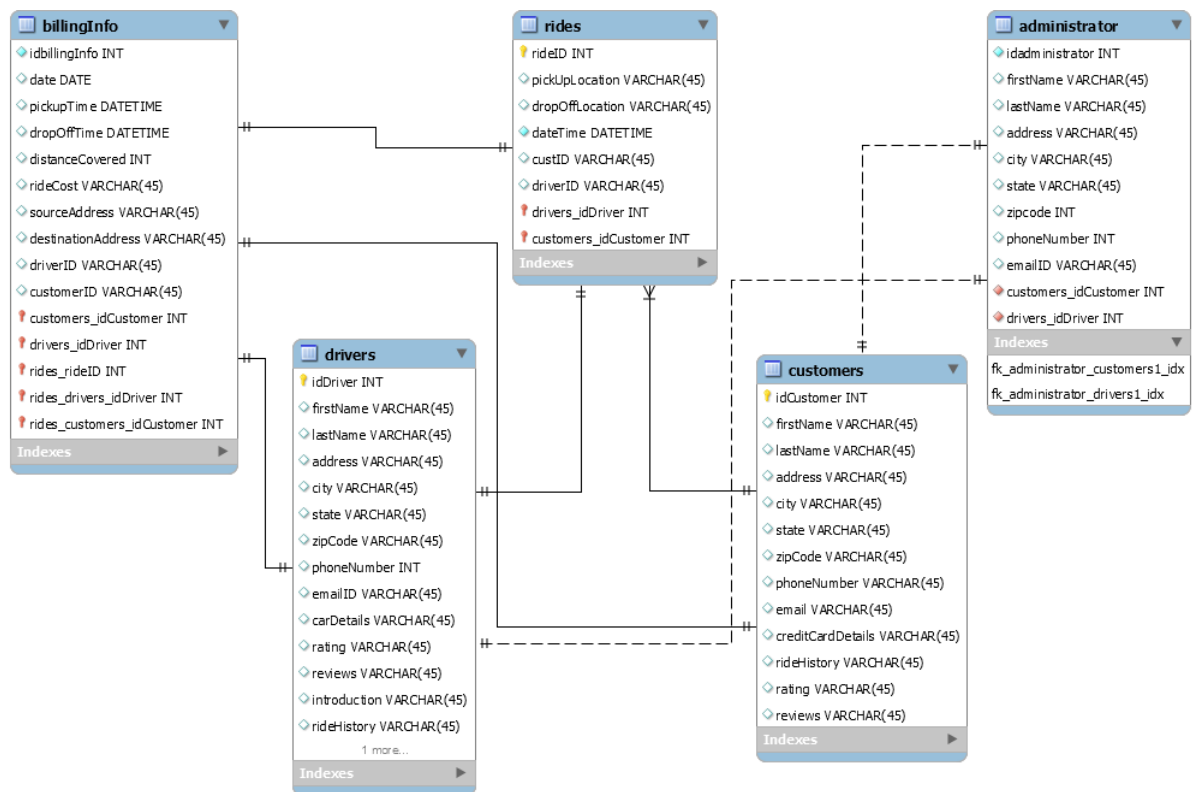 billingInfo
idbillingInfo INT
date DATE
pickupTime DATETIME
dropOffTime DATETIME
distanceCovered INT
rideCost VARCHAR(45)
sourceAddress VARCHAR(45)
destinationAddress VARCHAR(45)
driverID VARCHAR(45)
customerID VARCHAR(45)
customers_idCustomer INT
drivers_idDriver INT
rides_rideID INT
rides_drivers_idDriver INT
rides_customers_idCustomer INT
Indexes
rides
rideID INT
pickUpLocation VARCHAR(45)
dropOffLocation VARCHAR(45)
dateTime DATETIME
custID VARCHAR(45)
driverID VARCHAR(45)
drivers_idDriver INT
customers_idCustomer INT
Indexes
administrator
idadministrator INT
firstName VARCHAR(45)
lastName VARCHAR(45)
address VARCHAR(45)
city VARCHAR(45)
state VARCHAR(45)
zipcode INT
phoneNumber INT
emailID VARCHAR(45)
customers_idCustomer INT
drivers_idDriver INT
Indexes
fk_administrator_customers1_idx
fk_administrator_drivers1_idx
drivers
idDriver INT
firstName VARCHAR(45)
lastName VARCHAR(45)
address VARCHAR(45)
city VARCHAR(45)
state VARCHAR(45)
zipCode VARCHAR(45)
phoneNumber INT
emailID VARCHAR(45)
carDetails VARCHAR(45)
rating VARCHAR(45)
reviews VARCHAR(45)
introduction VARCHAR(45)
rideHistory VARCHAR(45)
1 more...
Indexes
customers
idCustomer INT
firstName VARCHAR(45)
lastName VARCHAR(45)
address VARCHAR(45)
city VARCHAR(45)
state VARCHAR(45)
zipCode VARCHAR(45)
phoneNumber VARCHAR(45)
email VARCHAR(45)
creditCardDetails VARCHAR(45)
rideHistory VARCHAR(45)
rating VARCHAR(45)
reviews VARCHAR(45)
Indexes